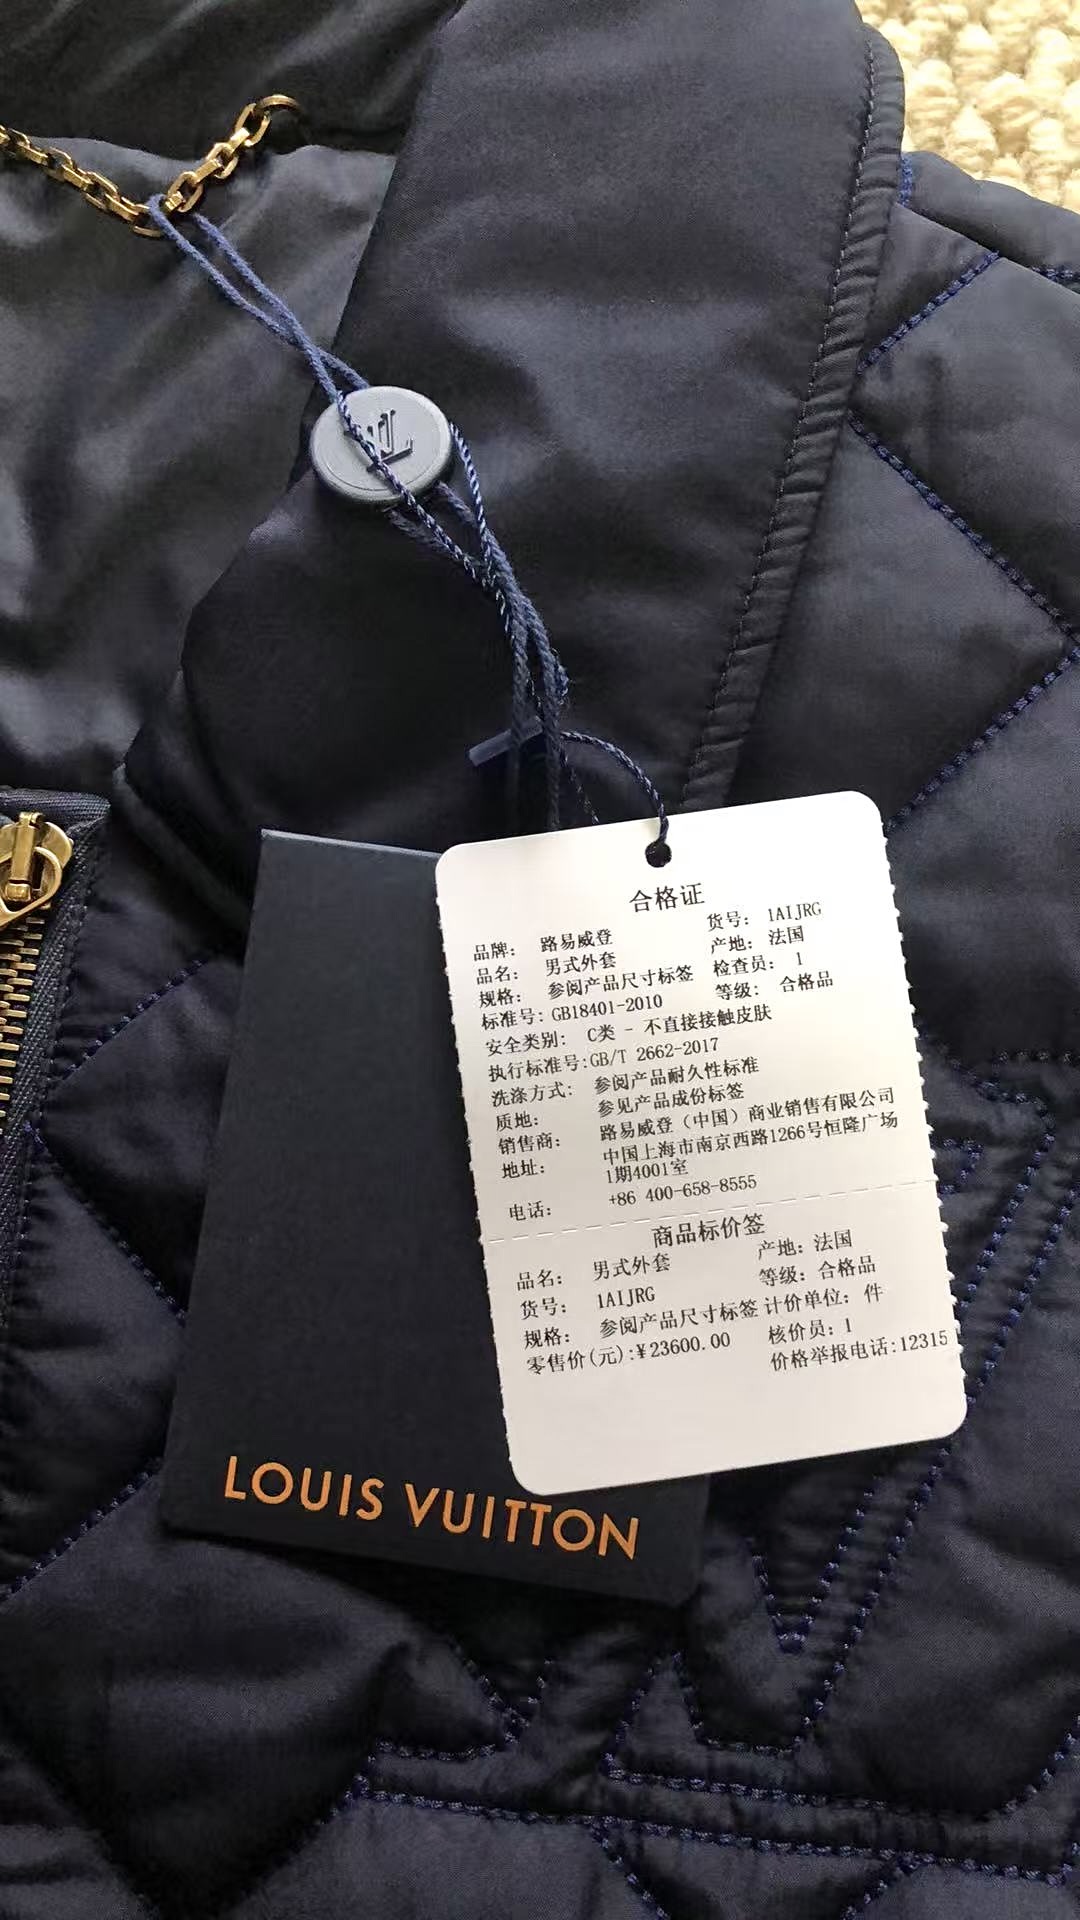 合格证
品牌： 路易威登 货号： 1AIJRG
品名： 男式外套 产地： 法国
规格： 参阅产品尺寸标签 检查员： 1
标准号：GB18401-2010 等级： 合格品
安全类别： C类 - 不直接接触皮肤
执行标准号:GB/T 2662-2017
洗涤方式： 参阅产品耐久性标准
质地： 参见产品成份标签
销售商： 路易威登（中国）商业销售有限公司
地址： 中国上海市南京西路1266号恒隆广场
1期4001室
电话： +86 400-658-8555
商品标价签
品名： 男式外套 产地：法国
货号： 1AIJRG 等级：合格品
规格： 参阅产品尺寸标签 计价单位： 件
零售价(元):¥23600.00 核价员：1
价格举报电话:12315
LOUIS VUITTON